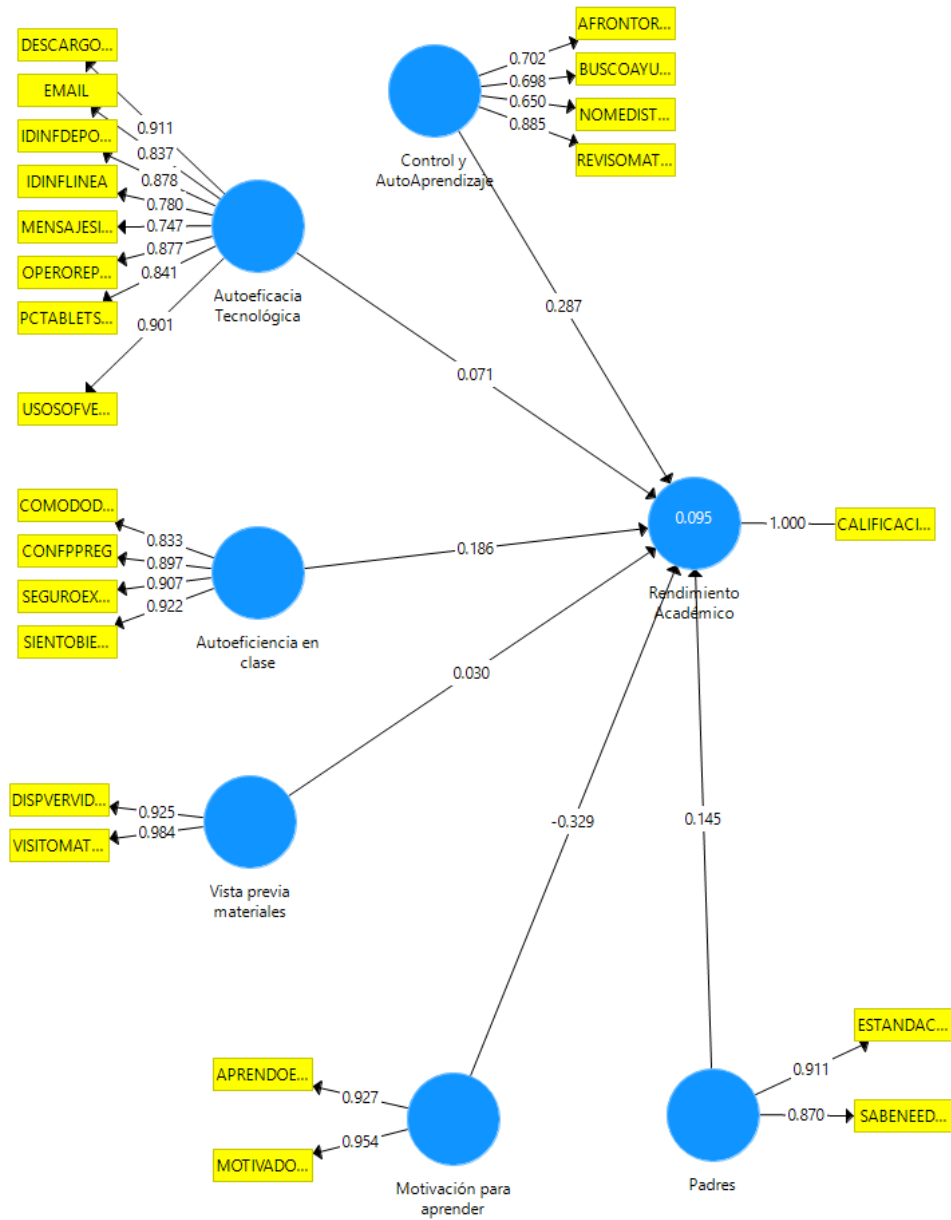 DESCARGO...
EMAIL
IDINFDEPO...
IDINFLINEA
MENSAJESI...
OPEROREP...
PCTABLETS...
USOSOFVE...
0.911
0.837
0.878
0.780
0.747
0.877
0.841
0.901
Autoeficacia
Tecnológica
0.071
AFRONTOR...
BUSCOAYU...
NOMEDIST...
REVISOMAT...
0.702
0.698
0.650
0.885
Control y
AutoAprendizaje
0.287
COMODOD...
CONFPPREG
SEGUROEX...
SIENTOBIE...
0.833
0.897
0.907
0.922
Autoeficiencia en
clase
0.186
0.095
Rendimiento
Académico
1.000
CALIFICACI...
DISPVERVID...
VISITOMAT...
0.925
0.984
Vista previa
materiales
0.030
APRENDOE...
MOTIVADO...
0.927
0.954
Motivación para
aprender
-0.329
0.145
ESTANDAC...
SABENEED...
0.911
0.870
Padres